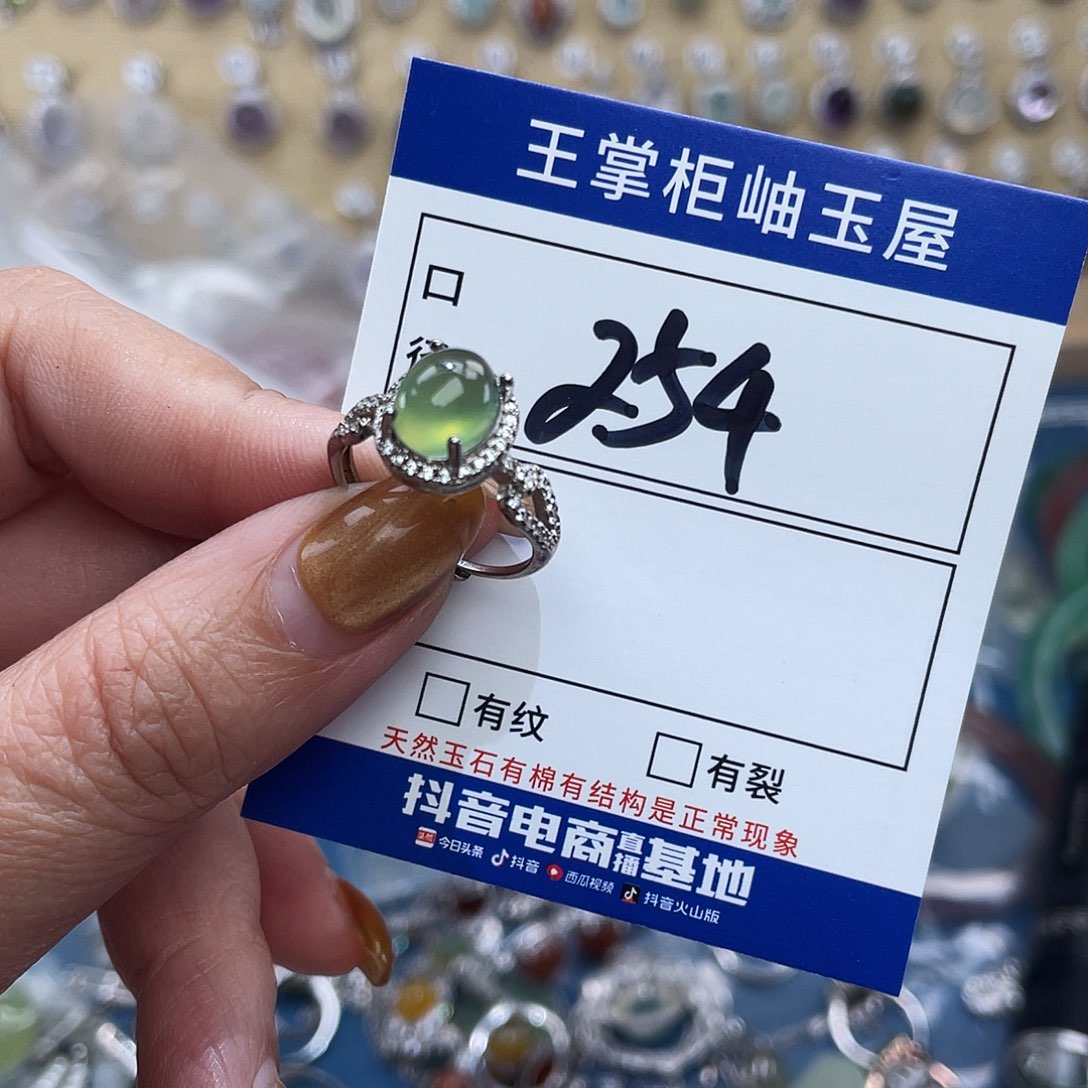 王掌柜岫玉屋
口
径
254
□有纹
□有裂
天然玉石有棉有结构是正常现象
抖音电商直播基地
头条 今日头条 抖音 西瓜视频 抖音火山版